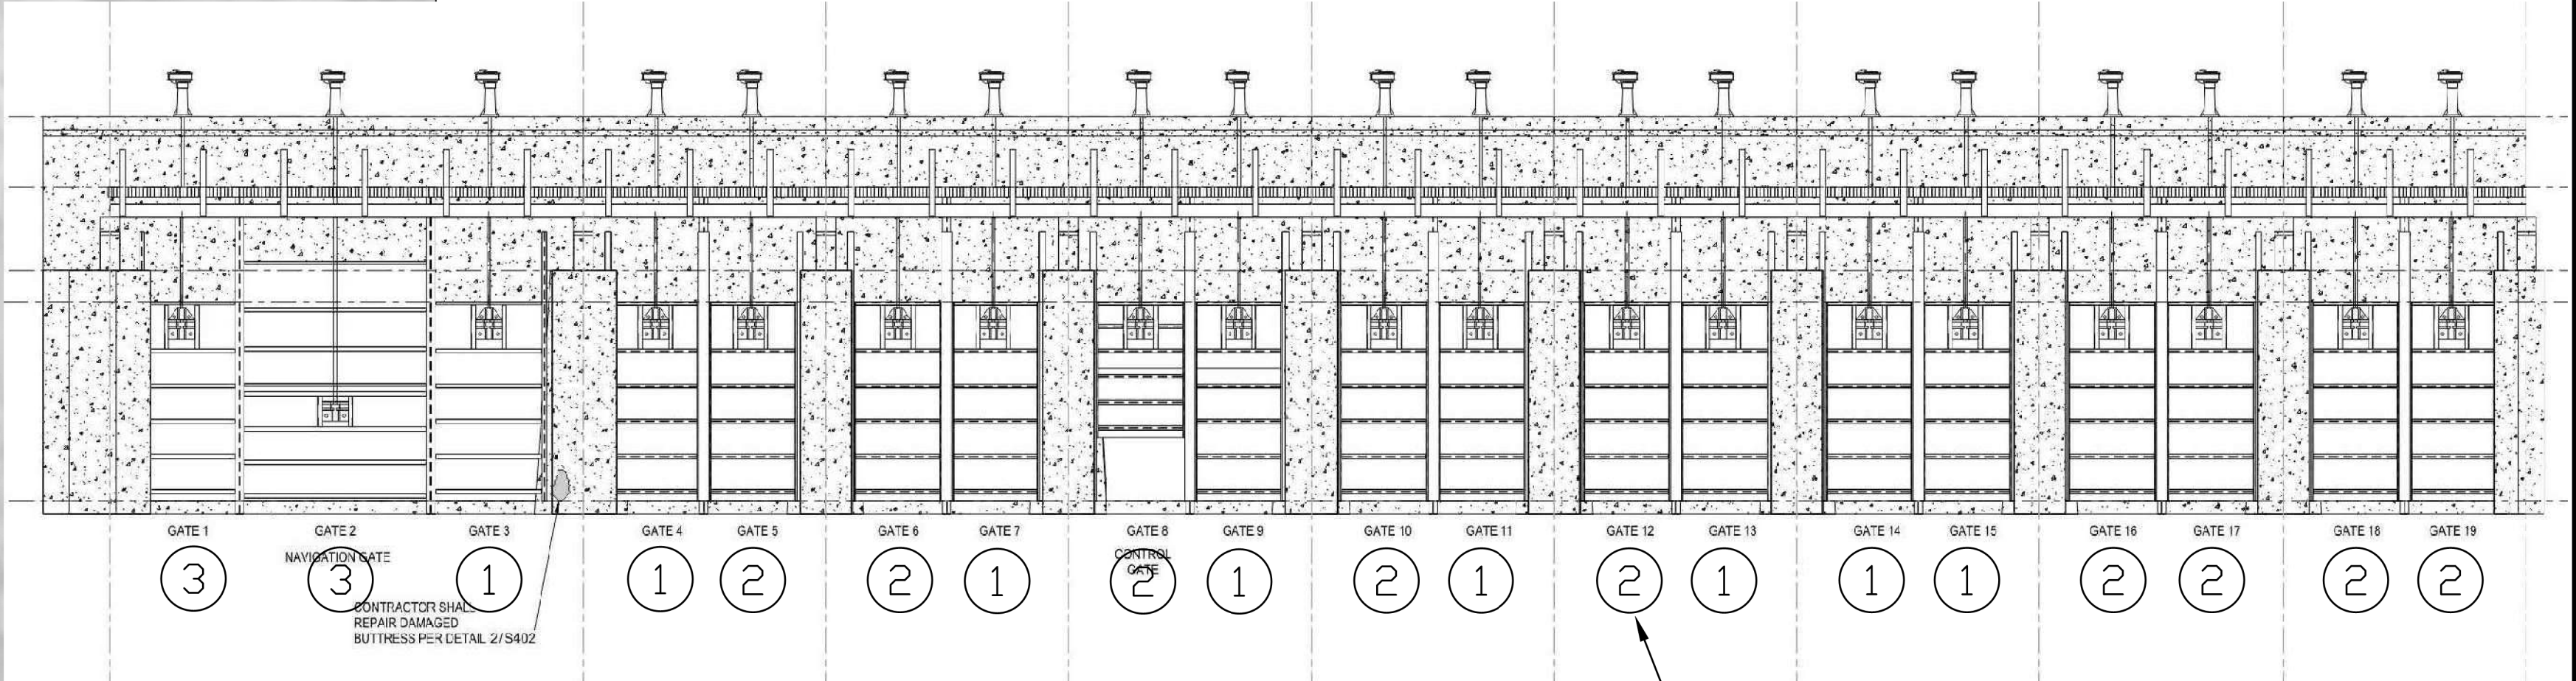 GATE 1 GATE 2 GATE 3 GATE 4 GATE 5 GATE 6 GATE 7 GATE 8 GATE 9 GATE 10 GATE 11 GATE 12 GATE 13 GATE 14 GATE 15 GATE 16 GATE 17 GATE 18 GATE 19
NAVIGATION GATE
CONTROL
GATE
3 3 1 1 2 2 1 2 1 2 1 2 1 1 1 2 2 2 2
CONTRACTOR SHALL
REPAIR DAMAGED
BUTTRESS PER DETAIL 2/S402